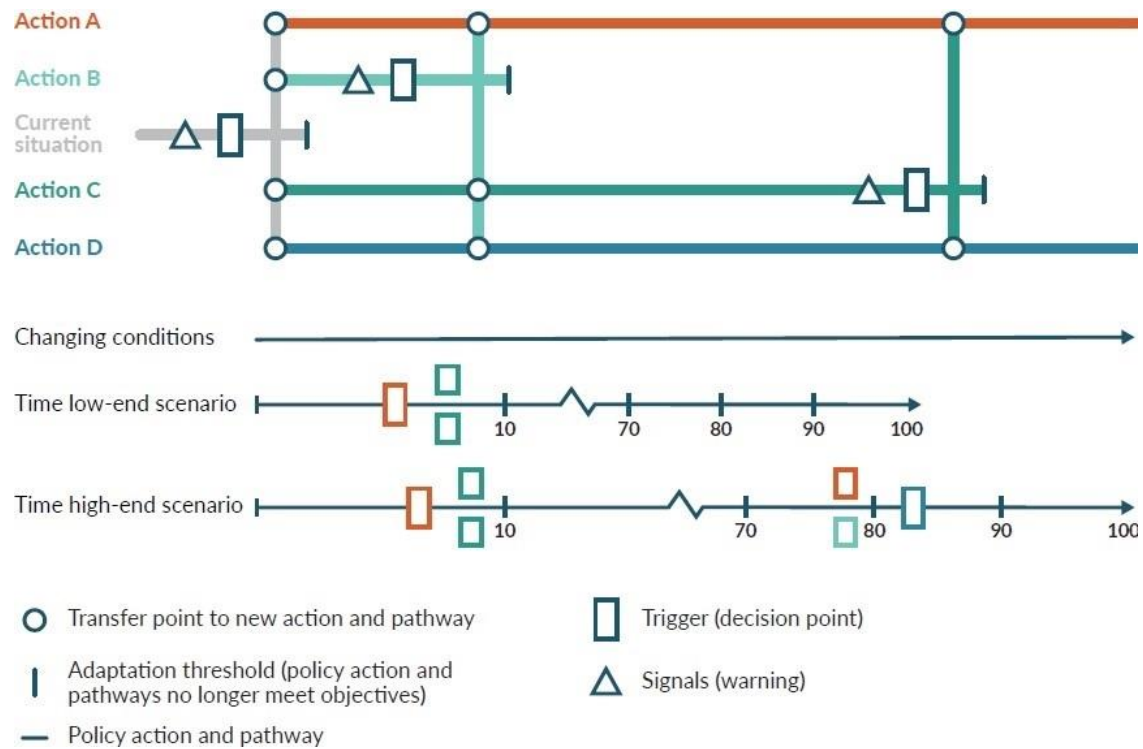 Action A
Action B
Current
situation
Action C
Action D
Changing conditions
Time low-end scenario
10
70
80
90
100
Time high-end scenario
10
70
80
90
100
Transfer point to new action and pathway
Trigger (decision point)
Adaptation threshold (policy action and
pathways no longer meet objectives)
Signals (warning)
Policy action and pathway